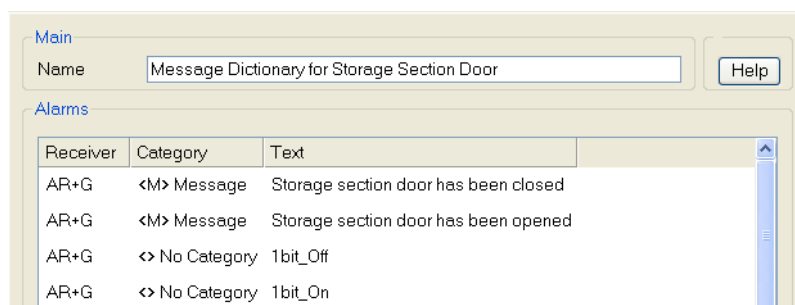 Main
Name Message Dictionary for Storage Section Door Help
Alarms
Receiver Category Text
AR+G <M> Message Storage section door has been closed
AR+G <M> Message Storage section door has been opened
AR+G <> No Category 1bit_Off
AR+G <> No Category 1bit_On